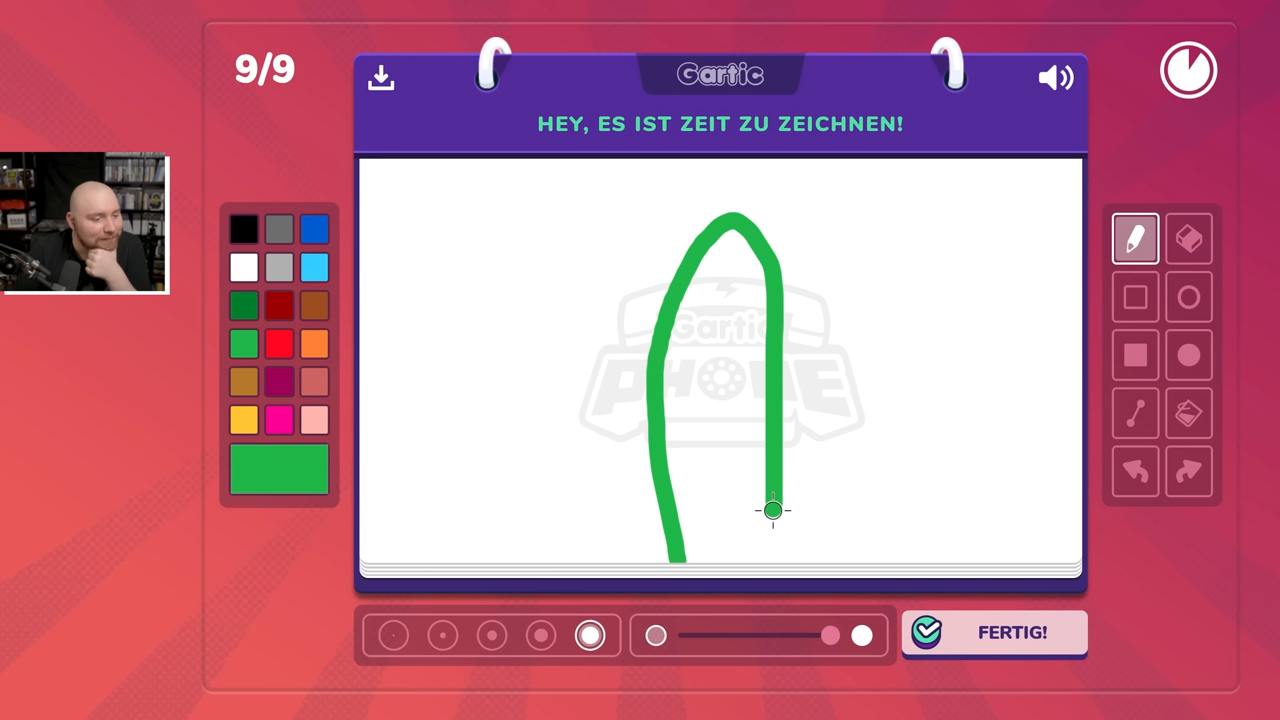 9/9
Gartic
HEY, ES IST ZEIT ZU ZEICHNEN!
Gartic
PHONE
FERTIG!